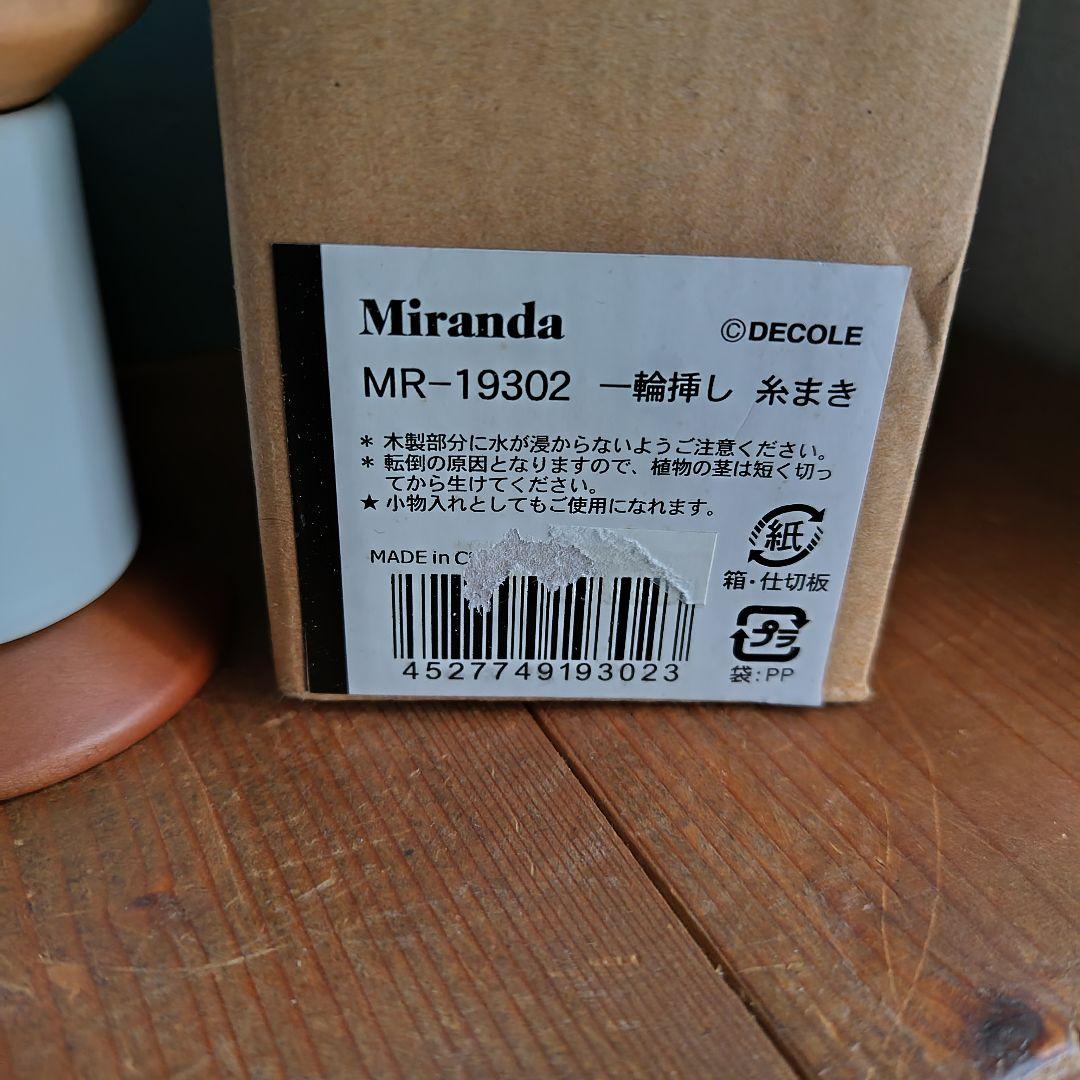 Miranda
©DECOLE
MR-19302 一輪挿し 糸まき
* 木製部分に水が浸からないようご注意ください。
* 転倒の原因となりますので、植物の茎は短く切っ
てから生けてください。
★ 小物入れとしてもご使用になれます。
紙
箱・仕切板
MADE in
4527749193023
プラ
袋:PP